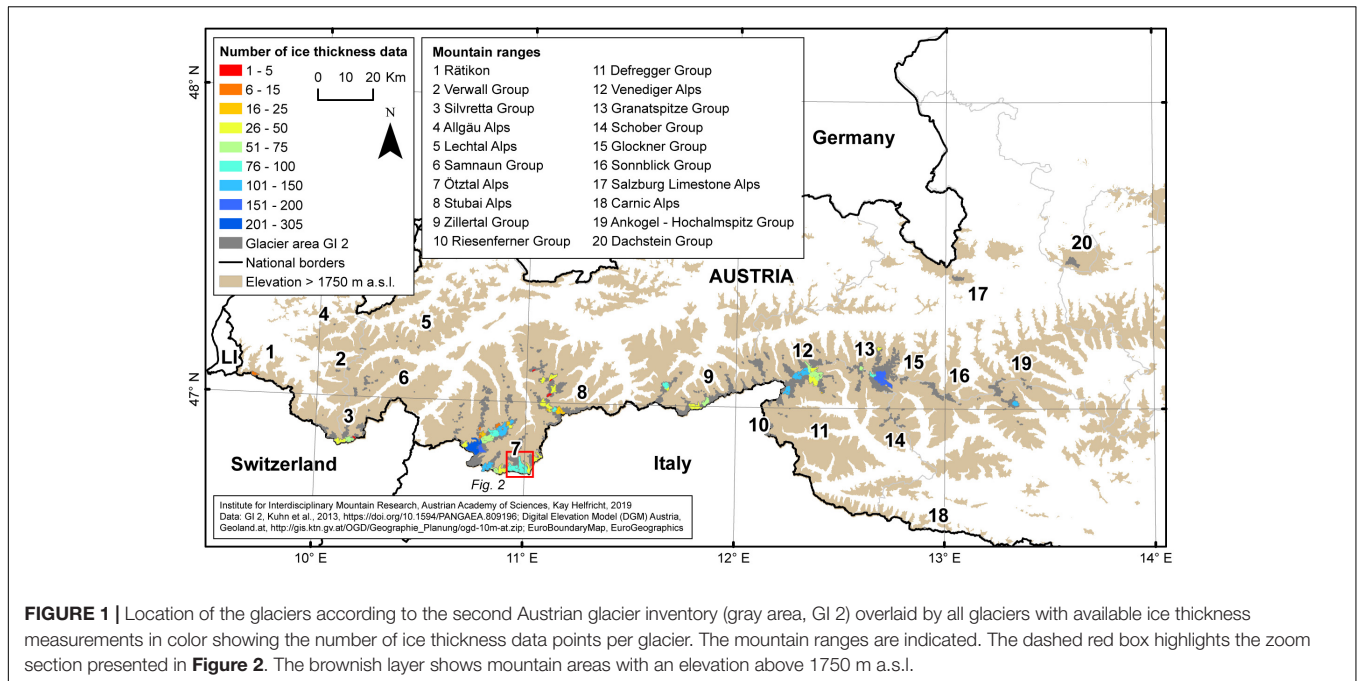 Number of ice thickness data
1 - 5
6 - 15
16 - 25
26 - 50
51 - 75
76 - 100
101 - 150
151 - 200
201 - 305
Glacier area GI 2
National borders
Elevation > 1750 m a.s.l.
0 10 20 Km
N
Mountain ranges
1 Rätikon
2 Verwall Group
3 Silvretta Group
4 Allgäu Alps
5 Lechtal Alps
6 Samnaun Group
7 Ötztal Alps
8 Stubai Alps
9 Zillertal Group
10 Riesenferner Group
11 Defregger Group
12 Venediger Alps
13 Granatspitze Group
14 Schober Group
15 Glockner Group
16 Sonnblick Group
17 Salzburg Limestone Alps
18 Carnic Alps
19 Ankogel - Hochalmspitz Group
20 Dachstein Group
48° N
47° N
Germany
AUSTRIA
LI
Switzerland
Italy
1
2
3
4
5
6
7
8
9
10
11
12
13
14
15
16
17
18
19
20
Fig. 2
Institute for Interdisciplinary Mountain Research, Austrian Academy of Sciences, Kay Helfricht, 2019
Data: GI 2, Kuhn et al., 2013, https://doi.org/10.1594/PANGAEA.809196; Digital Elevation Model (DGM) Austria,
Geoland.at, http://gis.ktn.gv.at/OGD/Geographie_Planung/ogd-10m-at.zip; EuroBoundaryMap, EuroGeographics
10° E
11° E
12° E
13° E
14° E
FIGURE 1 | Location of the glaciers according to the second Austrian glacier inventory (gray area, GI 2) overlaid by all glaciers with available ice thickness
measurements in color showing the number of ice thickness data points per glacier. The mountain ranges are indicated. The dashed red box highlights the zoom
section presented in Figure 2. The brownish layer shows mountain areas with an elevation above 1750 m a.s.l.